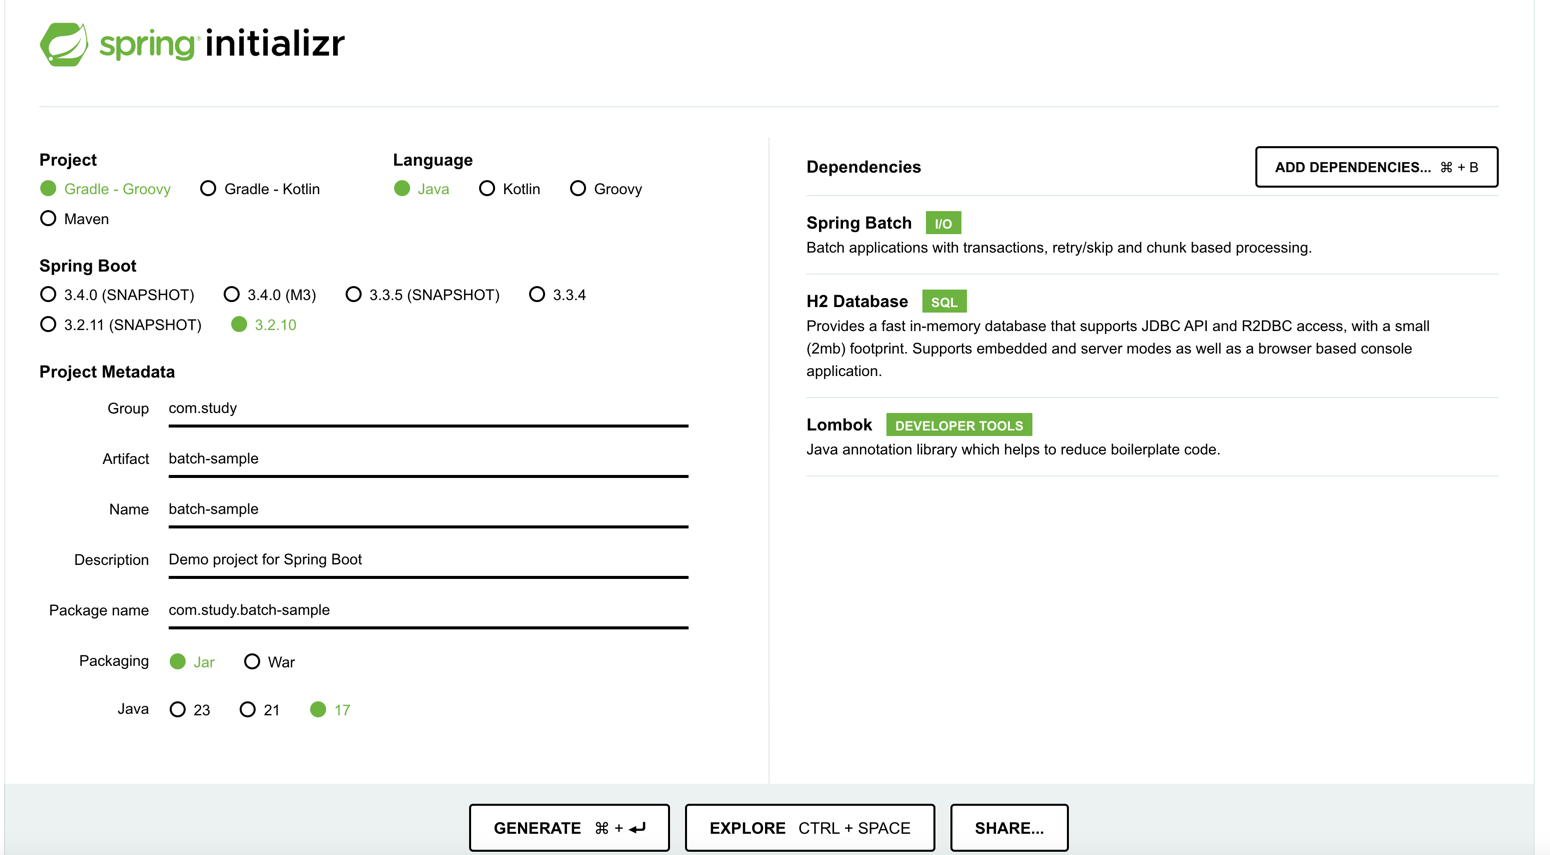 spring initializr
Project
Gradle - Groovy Gradle - Kotlin
Maven
Language
Java Kotlin Groovy
Spring Boot
3.4.0 (SNAPSHOT) 3.4.0 (M3) 3.3.5 (SNAPSHOT) 3.3.4
3.2.11 (SNAPSHOT) 3.2.10
Project Metadata
Group com.study
Artifact batch-sample
Name batch-sample
Description Demo project for Spring Boot
Package name com.study.batch-sample
Packaging Jar War
Java 23 21 17
Dependencies
ADD DEPENDENCIES... ⌘ + B
Spring Batch I/O
Batch applications with transactions, retry/skip and chunk based processing.
H2 Database SQL
Provides a fast in-memory database that supports JDBC API and R2DBC access, with a small
(2mb) footprint. Supports embedded and server modes as well as a browser based console
application.
Lombok DEVELOPER TOOLS
Java annotation library which helps to reduce boilerplate code.
GENERATE ⌘ + ↵
EXPLORE CTRL + SPACE
SHARE...